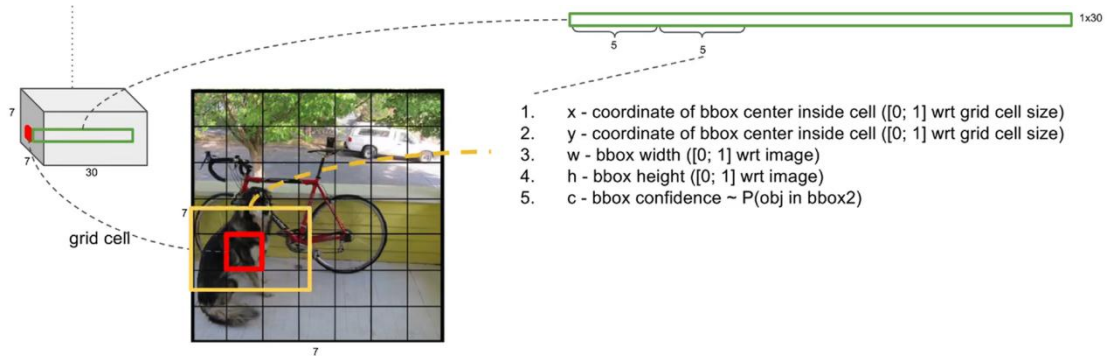 1x30
5
5
7
7
30
1. x - coordinate of bbox center inside cell ([0; 1] wrt grid cell size)
2. y - coordinate of bbox center inside cell ([0; 1] wrt grid cell size)
3. w - bbox width ([0; 1] wrt image)
4. h - bbox height ([0; 1] wrt image)
5. c - bbox confidence ~ P(obj in bbox2)
7
grid cell
7